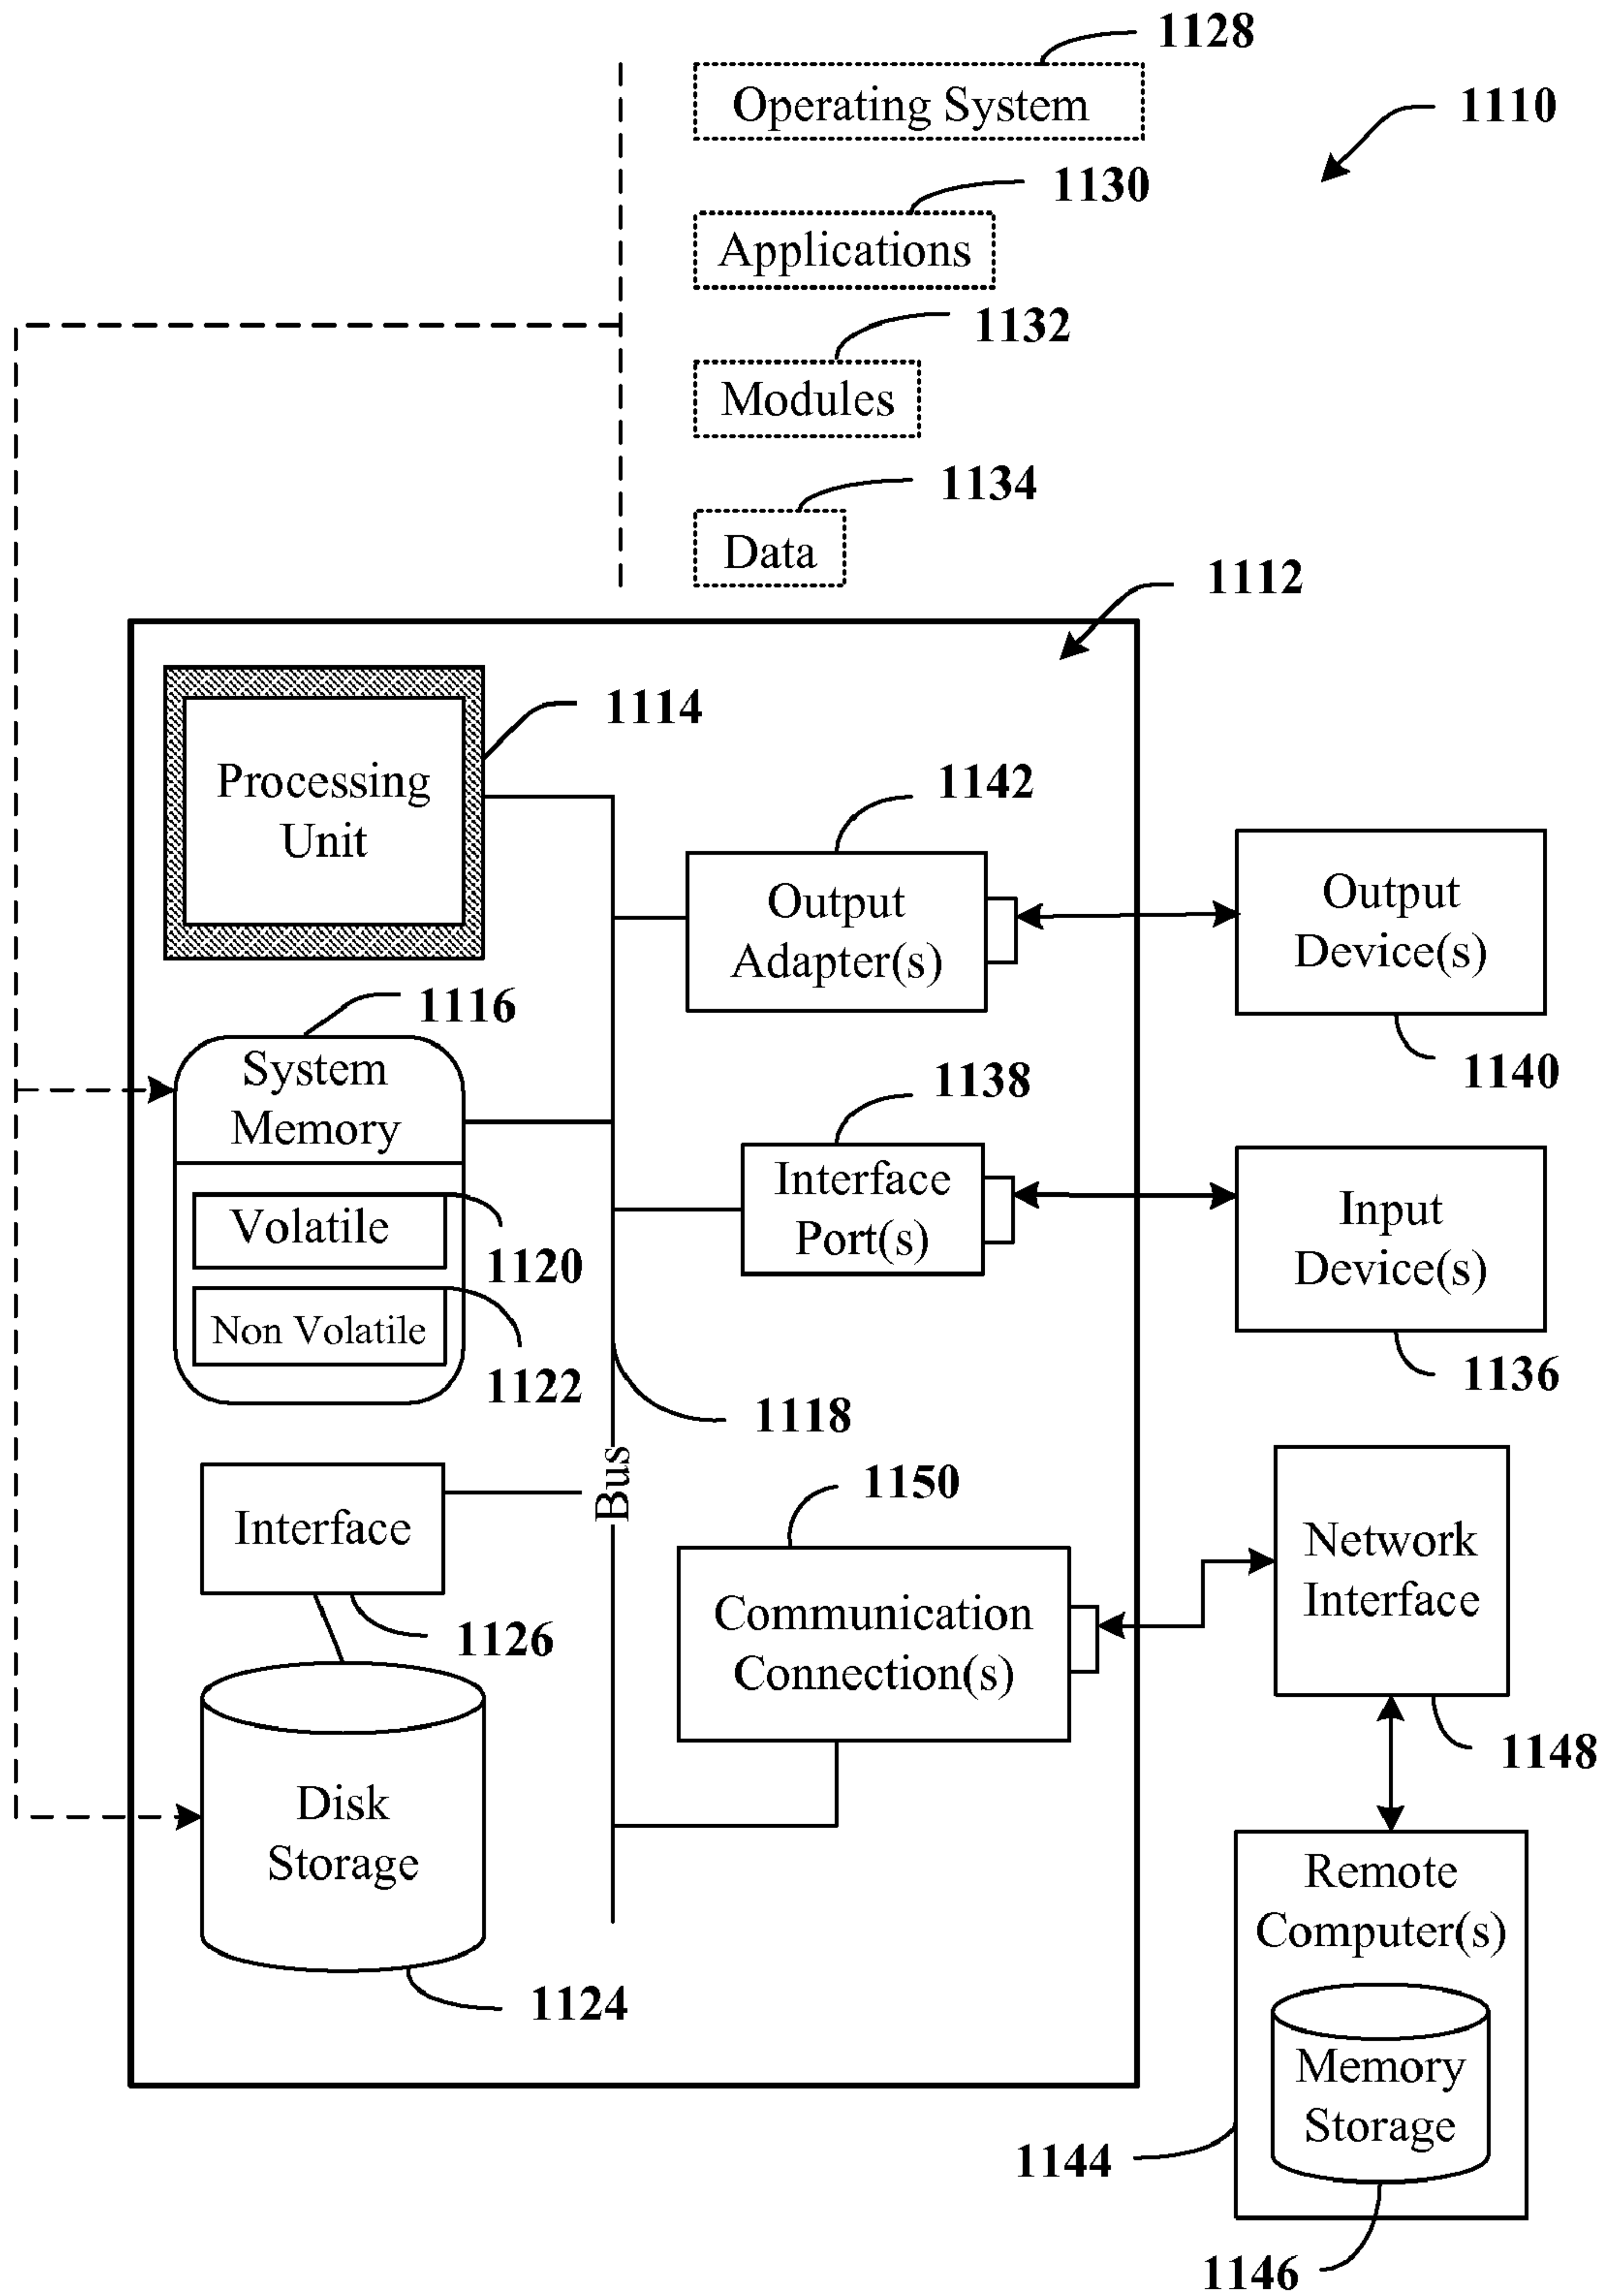 1128
Operating System
1110
1130
Applications
1132
Modules
1134
Data
1112
1114
Processing
Unit
1142
Output
Adapter(s)
Output
Device(s)
1140
1116
System
Memory
1138
Interface
Port(s)
Input
Device(s)
1136
Volatile
1120
Non Volatile
1122
1118
Bus
1150
Interface
1126
Communication
Connection(s)
Network
Interface
1148
Disk
Storage
1124
Remote
Computer(s)
Memory
Storage
1144
1146